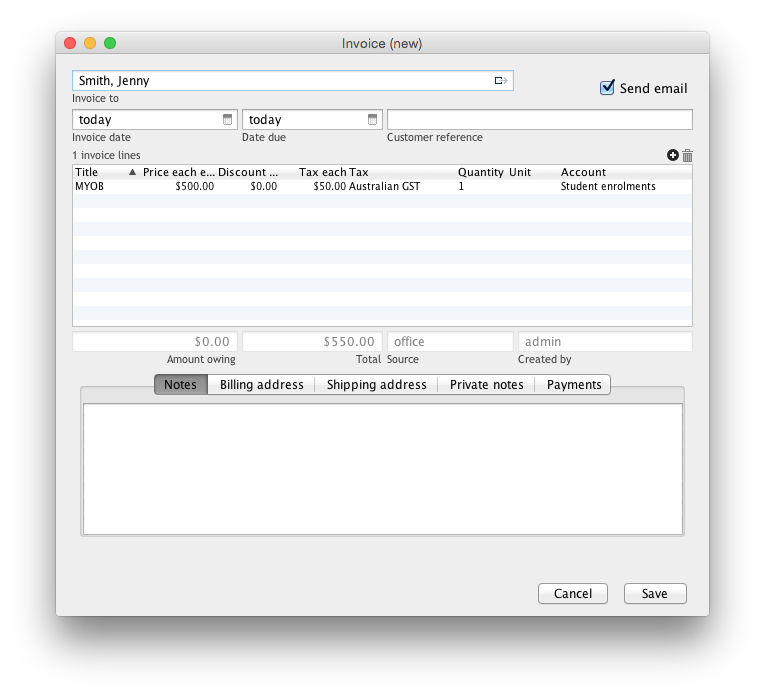 Invoice (new)
Smith, Jenny
Send email
Invoice to
today today
Invoice date Date due Customer reference
1 invoice lines
Title Price each e... Discount ... Tax each Tax Quantity Unit Account
MYOB $500.00 $0.00 $50.00 Australian GST 1 Student enrolments
$0.00 $550.00 office admin
Amount owing Total Source Created by
Notes Billing address Shipping address Private notes Payments
Cancel Save